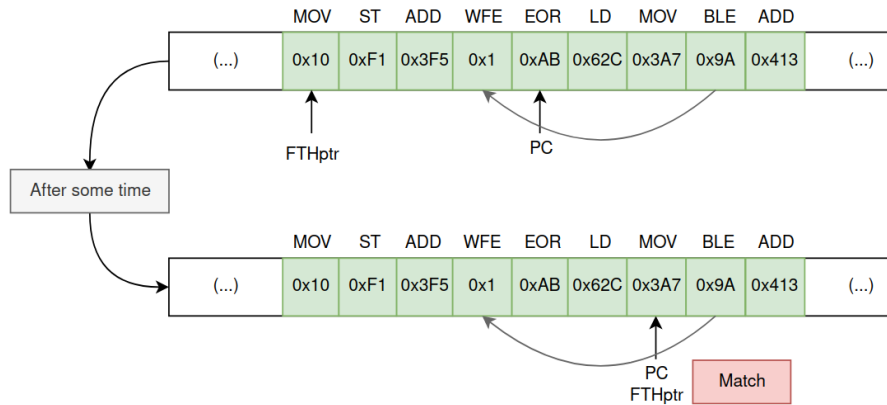 MOV ST ADD WFE EOR LD MOV BLE ADD
(...) 0x10 0xF1 0x3F5 0x1 0xAB 0x62C 0x3A7 0x9A 0x413 (...)
FTHptr PC
After some time
MOV ST ADD WFE EOR LD MOV BLE ADD
(...) 0x10 0xF1 0x3F5 0x1 0xAB 0x62C 0x3A7 0x9A 0x413 (...)
PC
FTHptr
Match